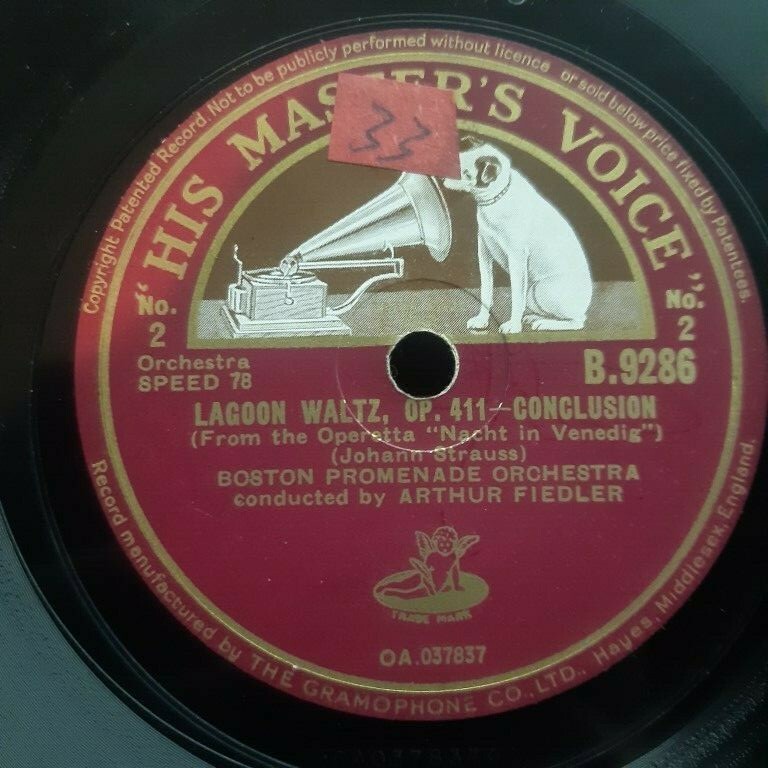 Copyright Patented Record. Not to be publicly performed without licence or sold below price fixed by Patentees.
"HIS MASTER'S VOICE"
33
No. 2
No. 2
Orchestra
SPEED 78
B.9286
LAGOON WALTZ, OP. 411—CONCLUSION
(From the Operetta "Nacht in Venedig")
(Johann Strauss)
BOSTON PROMENADE ORCHESTRA
conducted by ARTHUR FIEDLER
TRADE MARK
OA.037837
Record manufactured by THE GRAMOPHONE CO., LTD., Hayes, Middlesex, England.